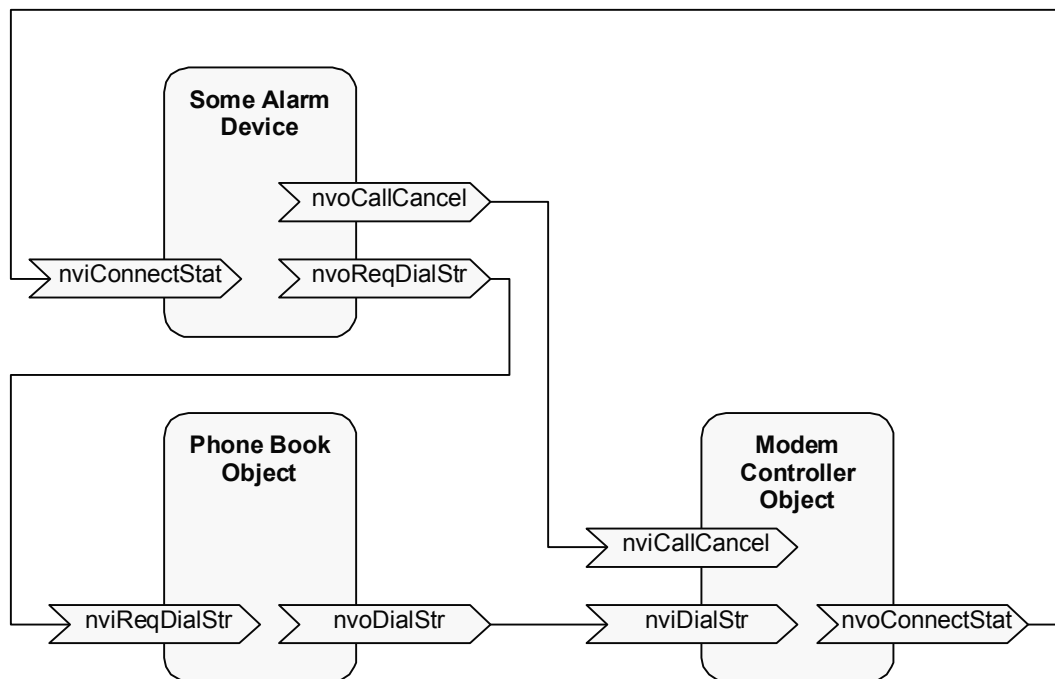 Some Alarm
Device
nvoCallCancel
nviConnectStat
nvoReqDialStr
Phone Book
Object
Modem
Controller
Object
nviCallCancel
nviReqDialStr
nvoDialStr
nviDialStr
nvoConnectStat